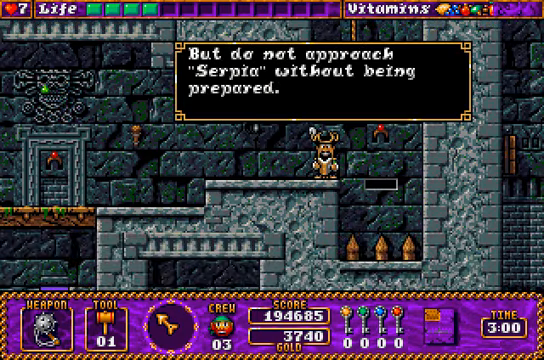 7 Life Vitamins
But do not approach
"Serpia" without being
prepared.
WEAPON TOOL CREW SCORE TIME
194685
3:00
01 03 3740 0 0 0 0
GOLD